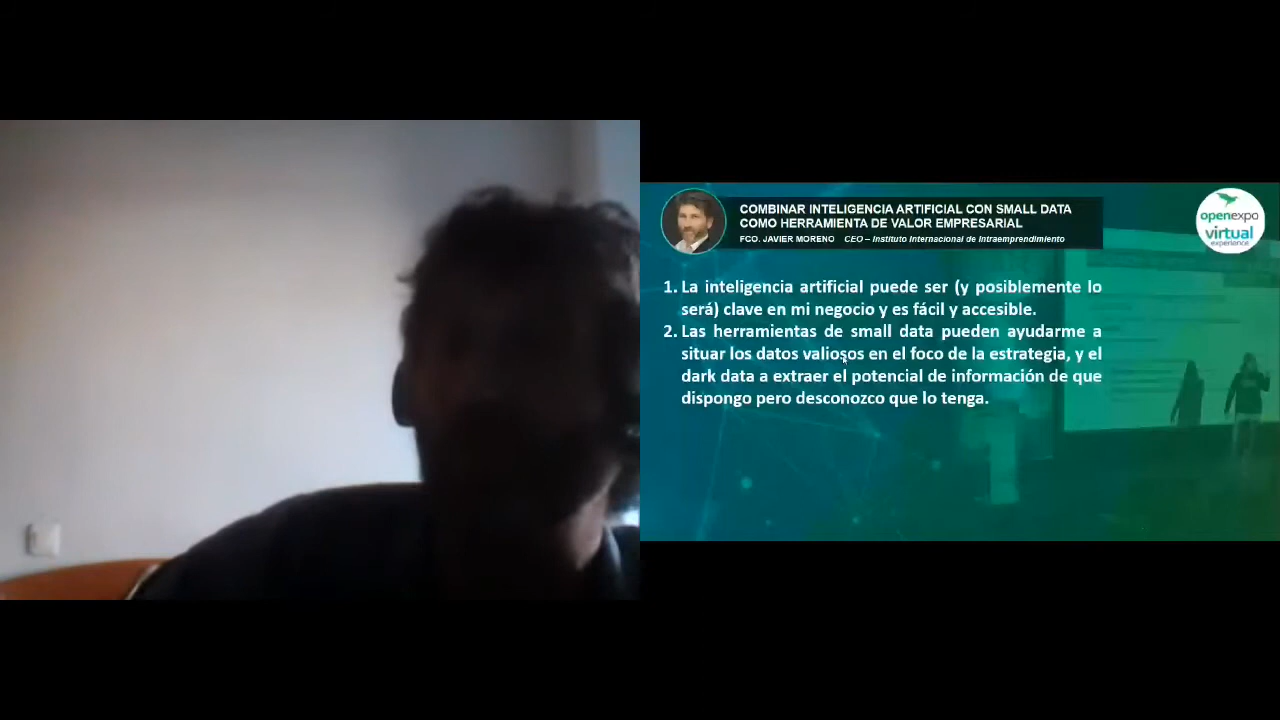 COMBINAR INTELIGENCIA ARTIFICIAL CON SMALL DATA
COMO HERRAMIENTA DE VALOR EMPRESARIAL
FCO. JAVIER MORENO CEO – Instituto Internacional de Intraemprendimiento
openexpo
virtual
experience
1. La inteligencia artificial puede ser (y posiblemente lo
será) clave en mi negocio y es fácil y accesible.
2. Las herramientas de small data pueden ayudarme a
situar los datos valiosos en el foco de la estrategia, y el
dark data a extraer el potencial de información de que
dispongo pero desconozco que lo tenga.